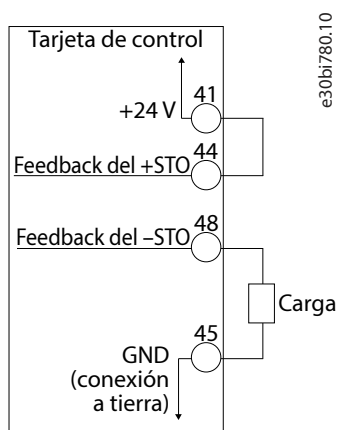 Tarjeta de control
e30bi780.10
41
+24 V
44
Feedback del +STO
48
Feedback del –STO
Carga
45
GND
(conexión
a tierra)